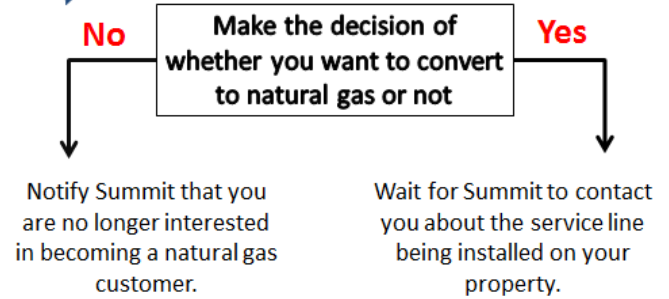 No
Make the decision of
whether you want to convert
to natural gas or not
Yes
Notify Summit that you
are no longer interested
in becoming a natural gas
customer.
Wait for Summit to contact
you about the service line
being installed on your
property.